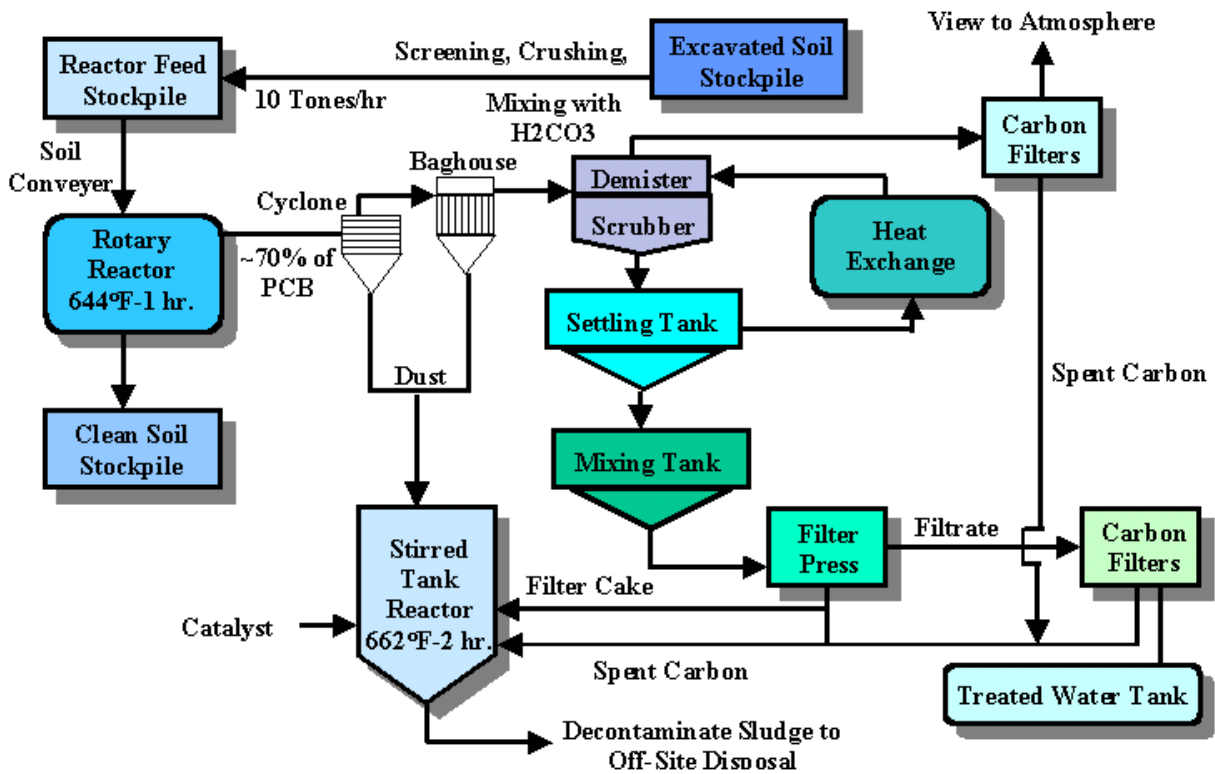 View to Atmosphere
Reactor Feed
Stockpile
Screening, Crushing,
10 Tones/hr
Excavated Soil
Stockpile
Mixing with
H2CO3
Carbon
Filters
Soil
Conveyer
Baghouse
Cyclone
Demister
Scrubber
Heat
Exchange
Rotary
Reactor
644ºF-1 hr.
~70% of
PCB
Settling Tank
Spent Carbon
Dust
Clean Soil
Stockpile
Mixing Tank
Stirred
Tank
Reactor
662ºF-2 hr.
Filter
Press
Filtrate
Carbon
Filters
Filter Cake
Catalyst
Spent Carbon
Treated Water Tank
Decontaminate Sludge to
Off-Site Disposal